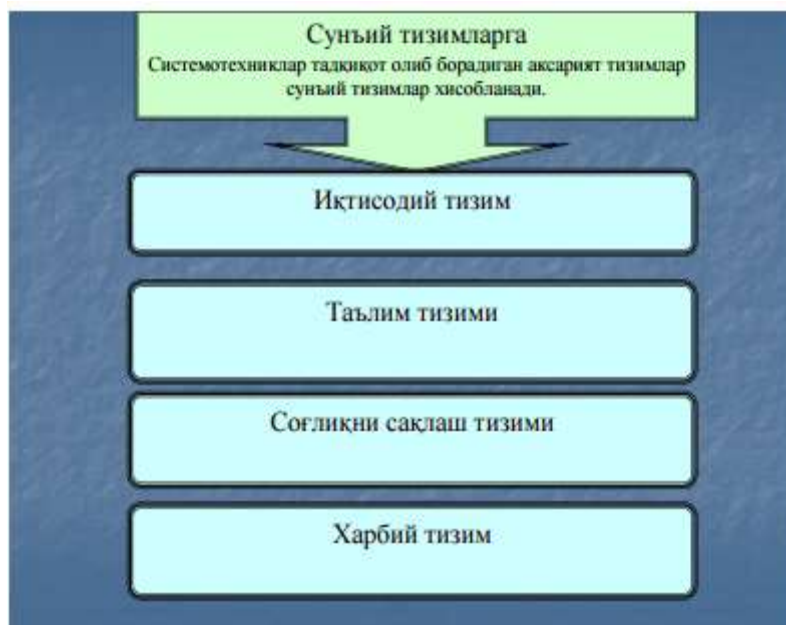 Сунъий тизимларга
Системотехниклар тадқиқот олиб борадиган аксарият тизимлар
сунъий тизимлар хисобланади.
Иқтисодий тизим
Таълим тизими
Соғлиқни сақлаш тизими
Харбий тизим